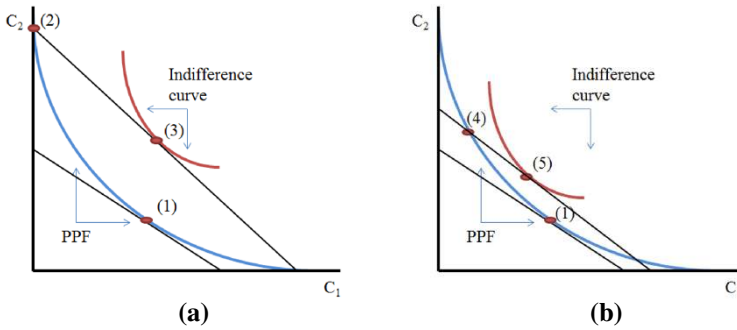 C₂
(2)
Indifference
curve
(3)
(1)
PPF
C₁
(a)
C₂
Indifference
curve
(4)
(5)
(1)
PPF
C
(b)